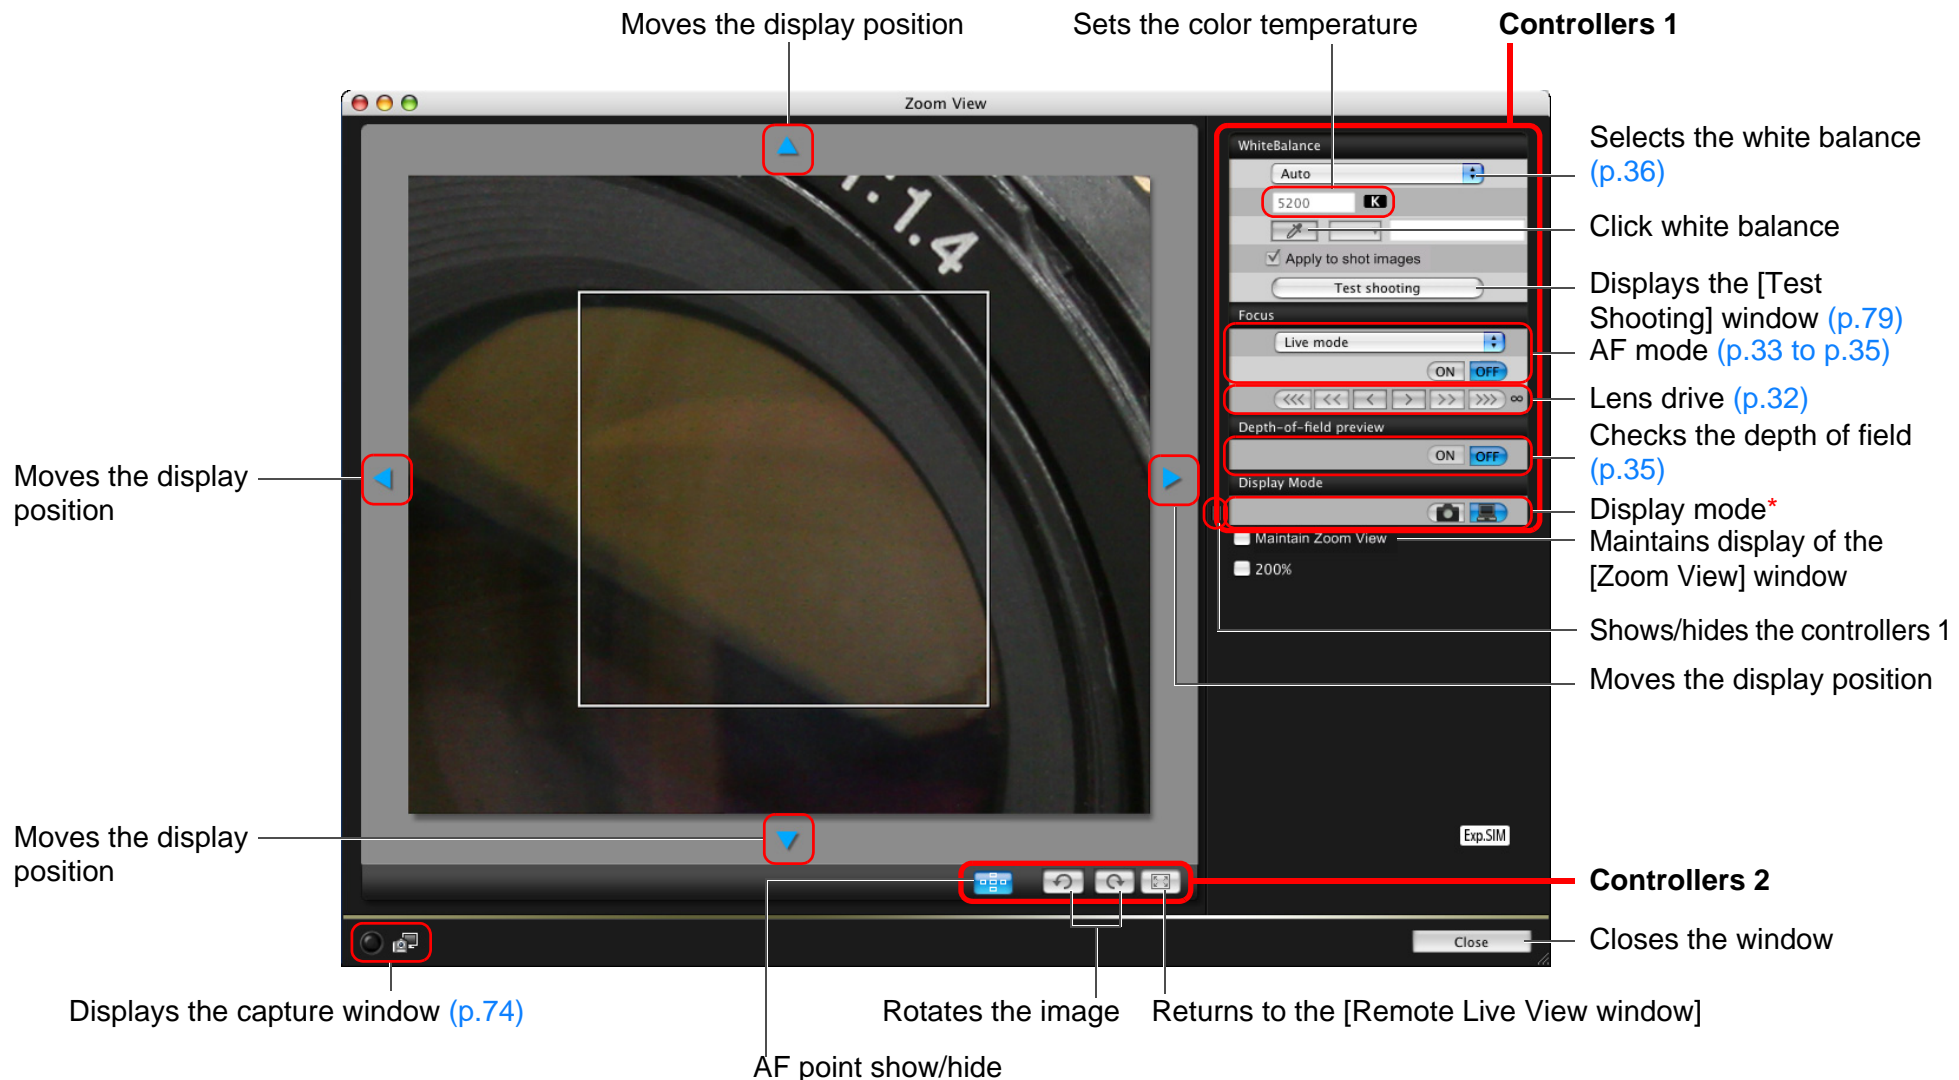 Moves the display position
Sets the color temperature
Controllers 1
Zoom View
1:1.4
WhiteBalance
Auto
5200 K
Apply to shot images
Test shooting
Focus
Live mode
ON OFF
<<< << < > >> >>> ∞
Depth-of-field preview
ON OFF
Display Mode
Maintain Zoom View
200%
Exp.SIM
Close
Selects the white balance
(p.36)
Click white balance
Displays the [Test
Shooting] window (p.79)
AF mode (p.33 to p.35)
Lens drive (p.32)
Checks the depth of field
(p.35)
Display mode*
Maintains display of the
[Zoom View] window
Shows/hides the controllers 1
Moves the display position
Moves the display
position
Moves the display
position
Controllers 2
Closes the window
Displays the capture window (p.74)
Rotates the image
Returns to the [Remote Live View window]
AF point show/hide